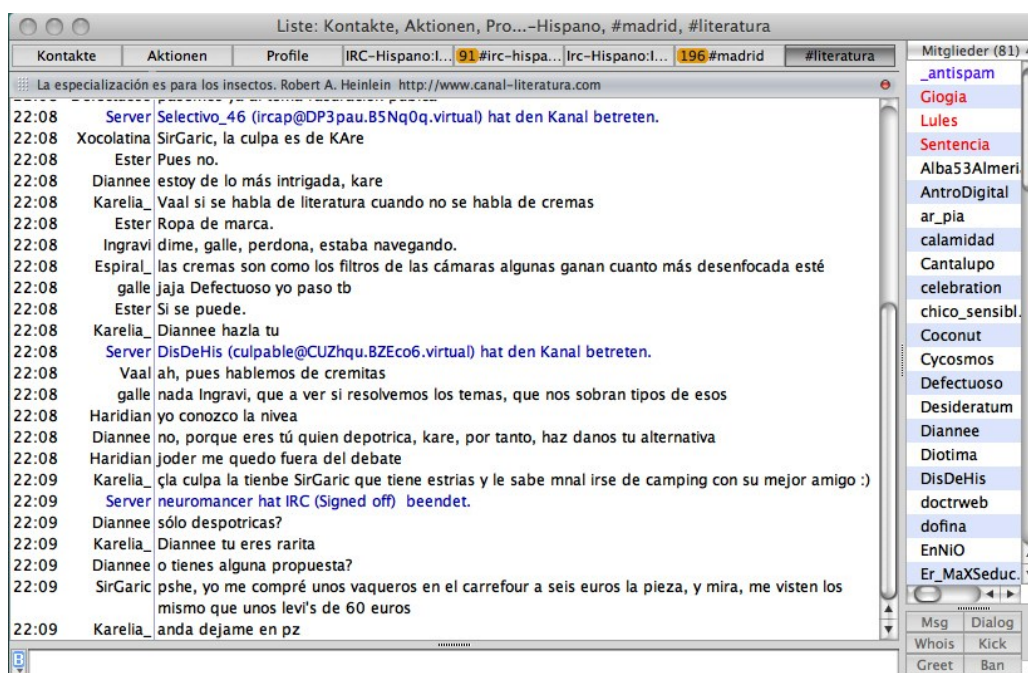 Liste: Kontakte, Aktionen, Pro...-Hispano, #madrid, #literatura
Kontakte Aktionen Profile IRC-Hispano:I... 91 #irc-hispa... Irc-Hispano:I... 196 #madrid #literatura
La especialización es para los insectos. Robert A. Heinlein http://www.canal-literatura.com
22:08 Server Selectivo_46 (ircap@DP3pau.B5Nq0q.virtual) hat den Kanal betreten.
22:08 Xocolatina SirGaric, la culpa es de KAre
22:08 Ester Pues no.
22:08 Diannee estoy de lo más intrigada, kare
22:08 Karelia_ Vaal si se habla de literatura cuando no se habla de cremas
22:08 Ester Ropa de marca.
22:08 Ingravi dime, galle, perdona, estaba navegando.
22:08 Espiral_ las cremas son como los filtros de las cámaras algunas ganan cuanto más desenfocada esté
22:08 galle jaja Defectuoso yo paso tb
22:08 Ester Si se puede.
22:08 Karelia_ Diannee hazla tu
22:08 Server DisDeHis (culpable@CUZhqu.BZEco6.virtual) hat den Kanal betreten.
22:08 Vaal ah, pues hablemos de cremitas
22:08 galle nada Ingravi, que a ver si resolvemos los temas, que nos sobran tipos de esos
22:08 Haridian yo conozco la nivea
22:08 Diannee no, porque eres tú quien depotrica, kare, por tanto, haz danos tu alternativa
22:08 Haridian joder me quedo fuera del debate
22:09 Karelia_ çla culpa la tienbe SirGaric que tiene estrias y le sabe mnal irse de camping con su mejor amigo :)
22:09 Server neuromancer hat IRC (Signed off) beendet.
22:09 Diannee sólo despotricas?
22:09 Karelia_ Diannee tu eres rarita
22:09 Diannee o tienes alguna propuesta?
22:09 SirGaric pshe, yo me compré unos vaqueros en el carrefour a seis euros la pieza, y mira, me visten los
mismo que unos levi's de 60 euros
22:09 Karelia_ anda dejame en pz
B
Mitglieder (81)
_antispam
Giogia
Lules
Sentencia
Alba53Almeri
AntroDigital
ar_pia
calamidad
Cantalupo
celebration
chico_sensibl.
Coconut
Cycosmos
Defectuoso
Desideratum
Diannee
Diotima
DisDeHis
doctrweb
dofina
EnNiO
Er_MaXSeduc.
Msg Dialog
Whois Kick
Greet Ban